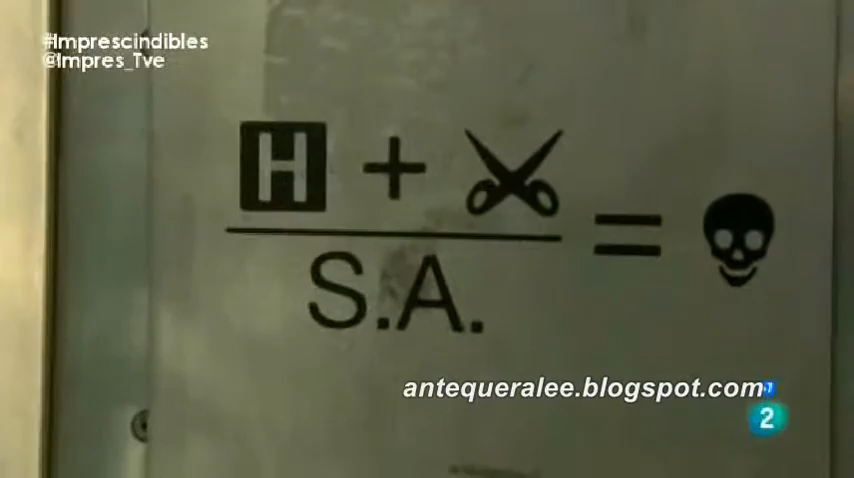 #Imprescindibles
@Impres_Tve
H +
=
S.A.
antequeralee.blogspot.com
2